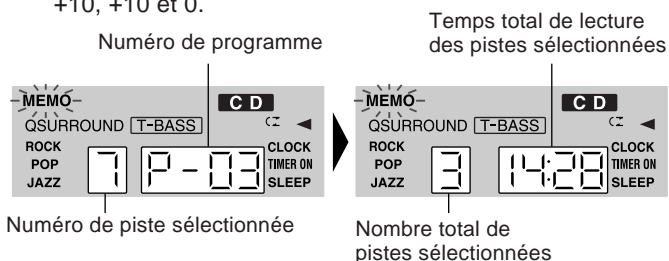 +10, +10 et 0.
Numéro de programme
Temps total de lecture
des pistes sélectionnées
MEMO
CD
QSURROUND T-BASS
ROCK
POP
JAZZ
7
P-03
CLOCK
TIMER ON
SLEEP
MEMO
CD
QSURROUND T-BASS
ROCK
POP
JAZZ
3
14:28
CLOCK
TIMER ON
SLEEP
Numéro de piste sélectionnée
Nombre total de
pistes sélectionnées